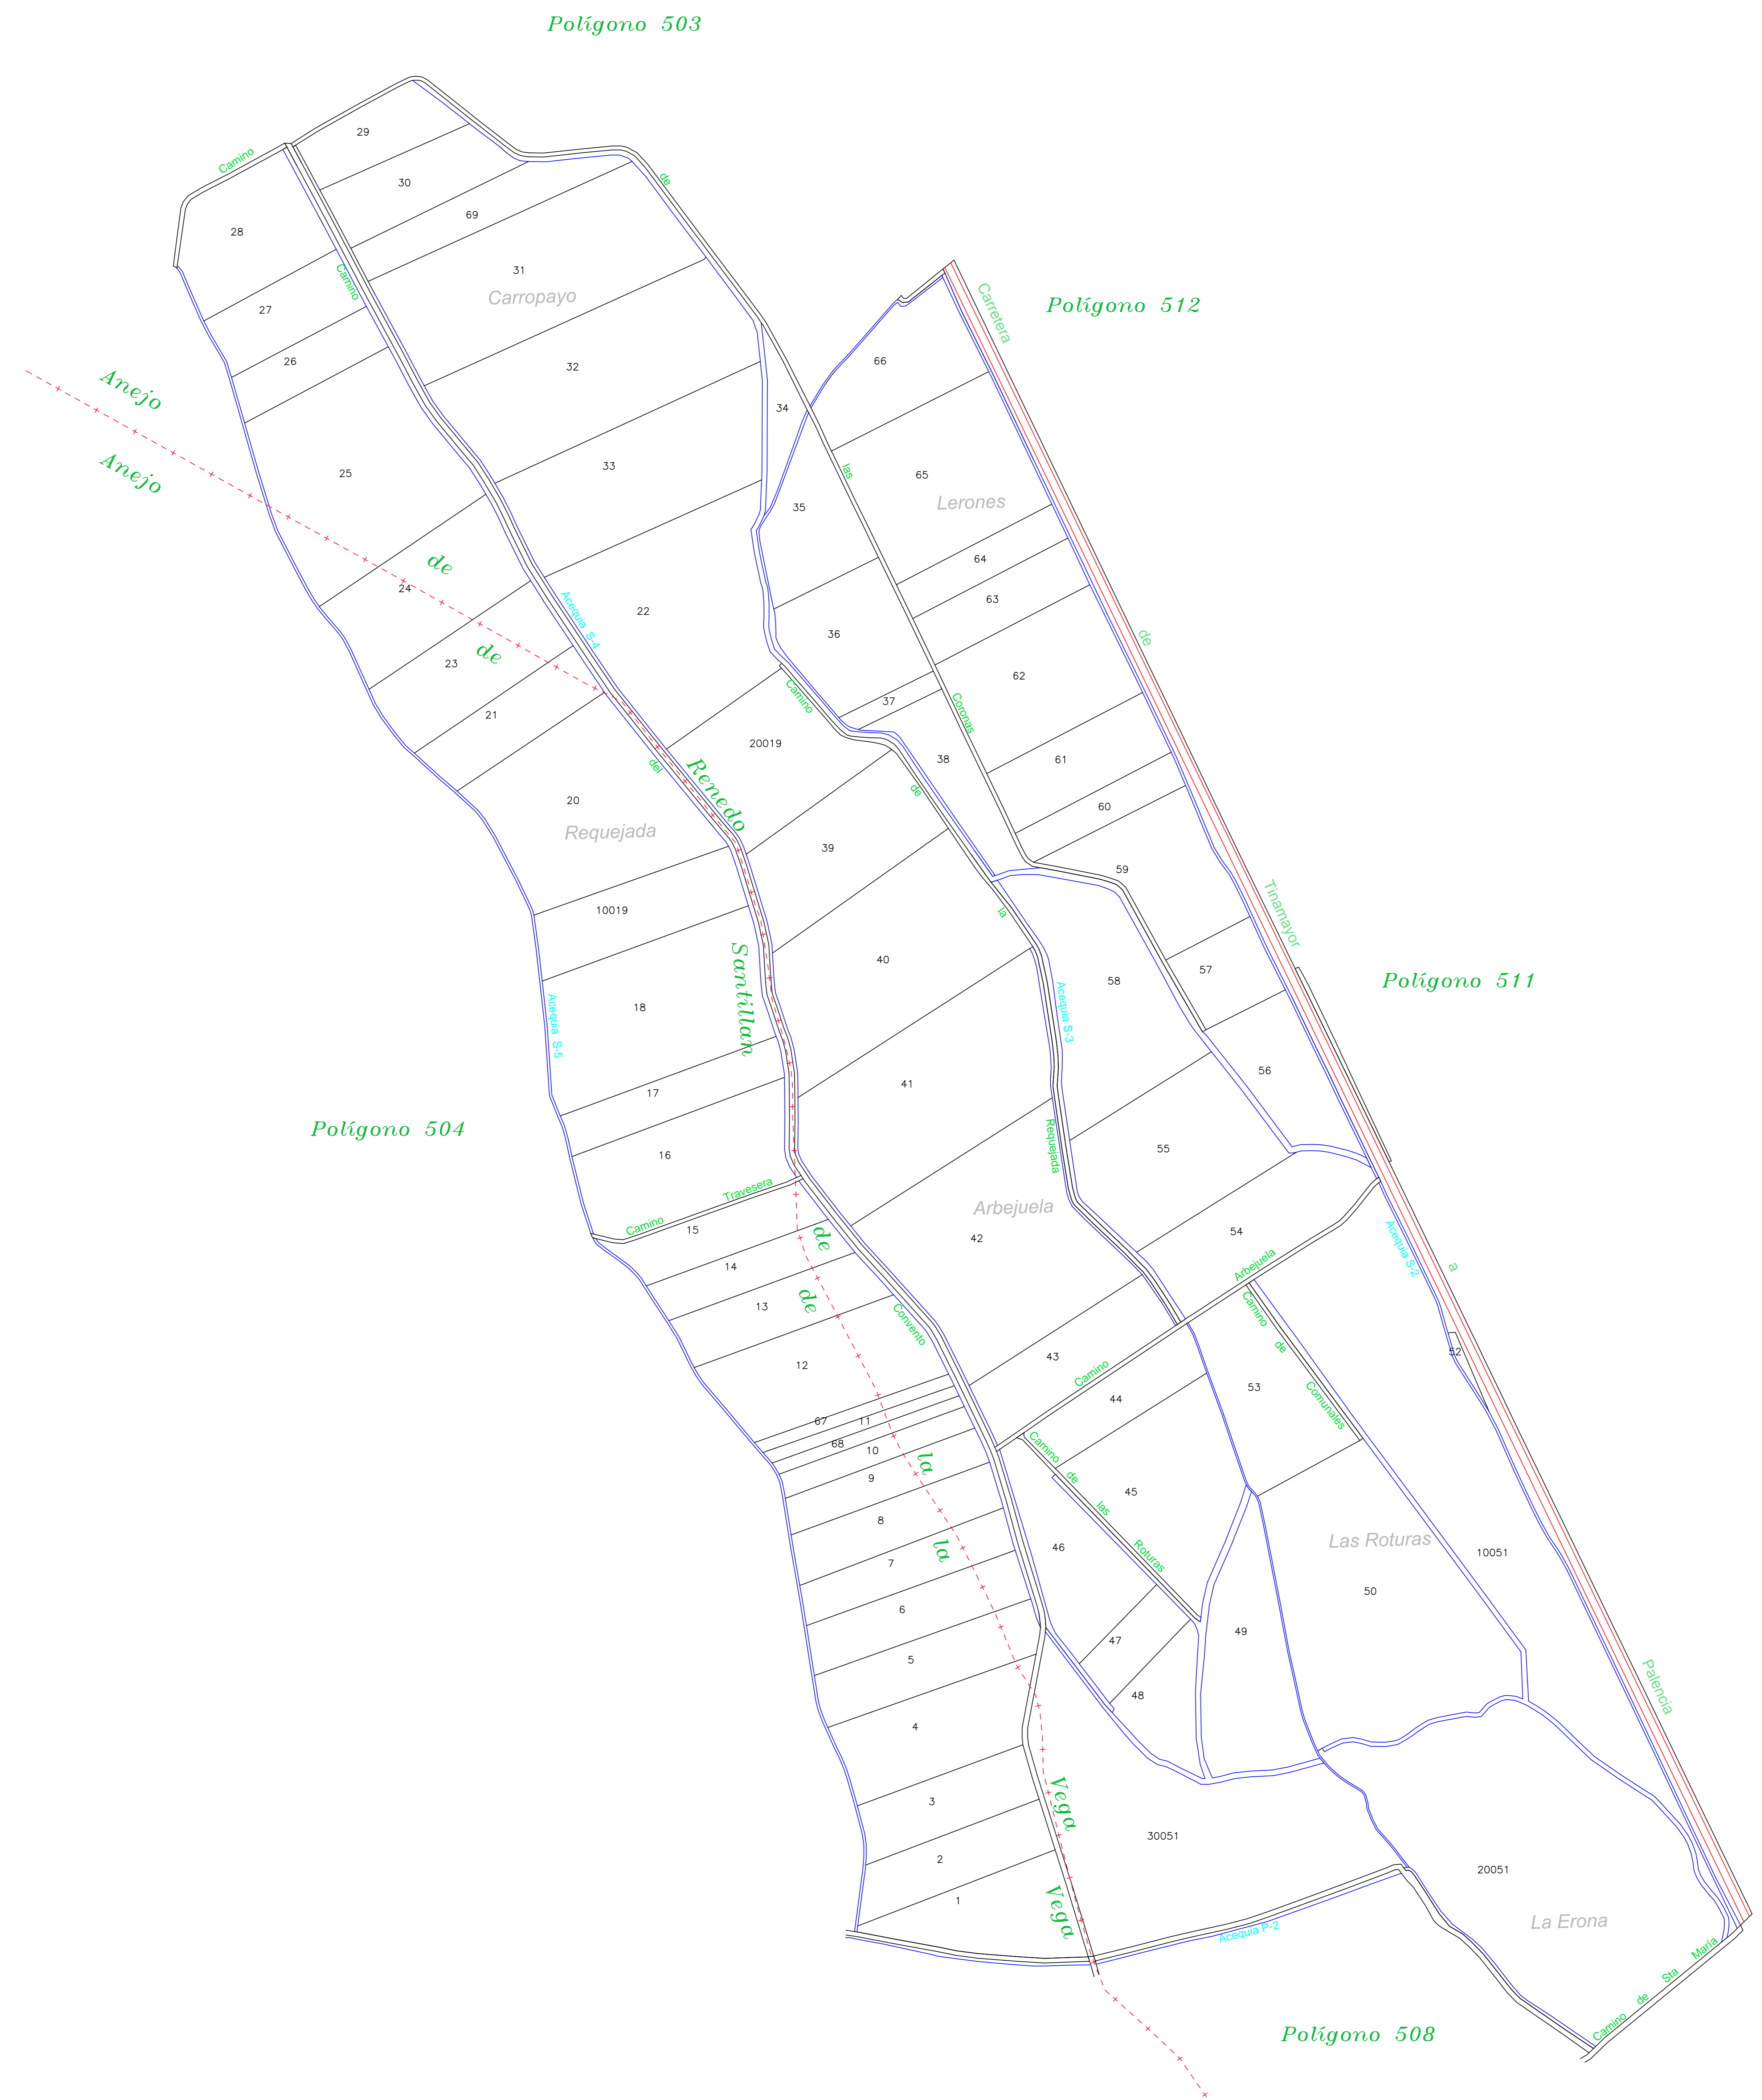 Polígono 503
29
Camino
30
de
69
28
31
Camino
Carropayo
Carretera
Polígono 512
27
66
26
32
Anejo
34
33
las
65
25
Anejo
Lerones
35
64
de
24
63
Acequia S-4
22
36
de
23
de
62
Camino
37
Coronas
21
20019
38
61
del
Renedo
de
20
60
Requejada
39
59
10019
la
Tinamayor
40
57
Santillan
58
Polígono 511
18
Acequia S-5
Acequia S-3
56
41
17
Polígono 504
Requejada
55
16
Travesera
Camino
Arbejuela
15
de
42
54
Acequia S-2
14
Arbejuela
a
de
13
Convento
Camino de Comunales
52
12
43
Camino
53
44
67
11
68
10
Camino de las Roturas
la
9
45
8
Las Roturas
46
la
10051
7
50
6
49
47
5
48
Palencia
4
3
Vega
30051
2
20051
1
Vega
La Erona
Acequia P-2
Camino de Sta María
Polígono 508